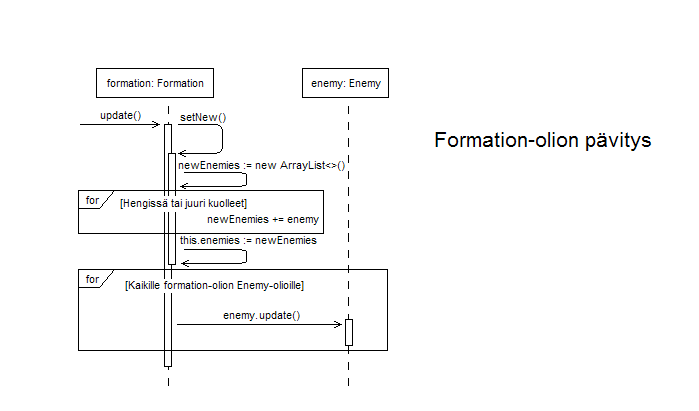 formation: Formation
enemy: Enemy
update()
setNew()
Formation-olion pävitys
newEnemies := new ArrayList<>()
for
[Hengissä tai juuri kuolleet]
newEnemies += enemy
this.enemies := newEnemies
for
[Kaikille formation-olion Enemy-olioille]
enemy.update()